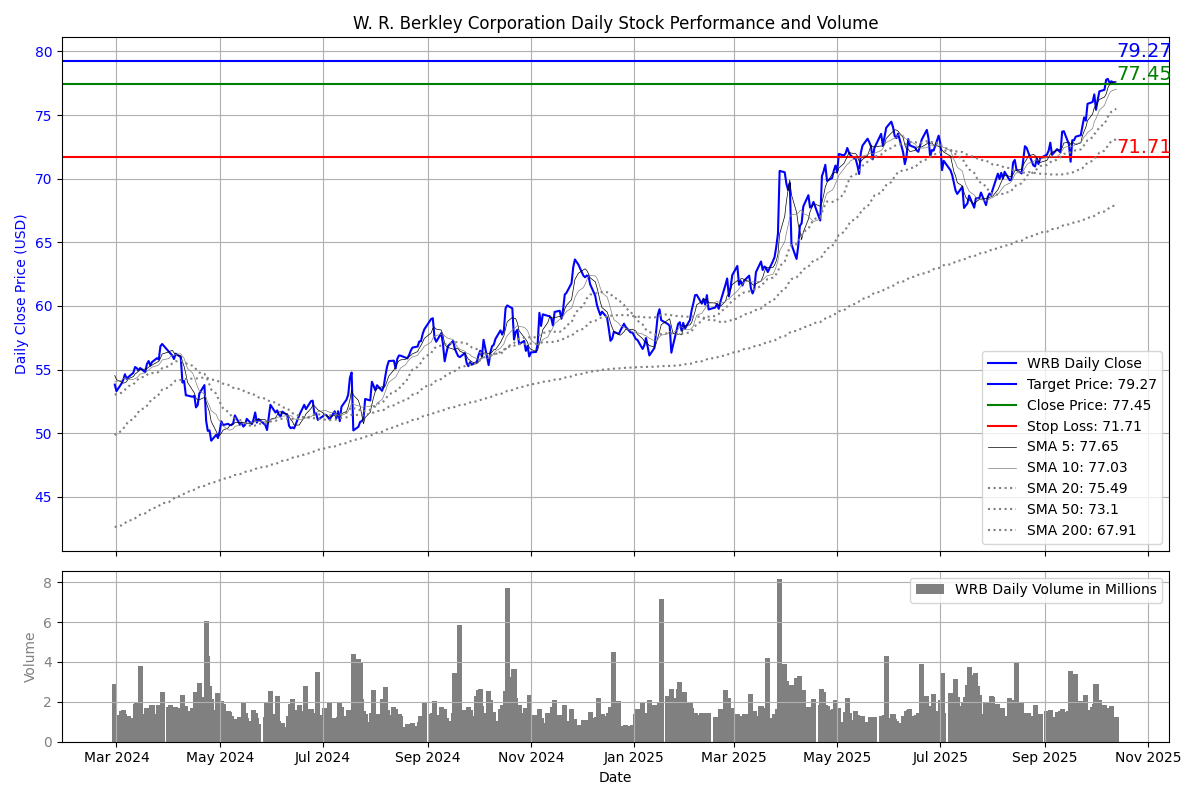 W. R. Berkley Corporation Daily Stock Performance and Volume
Daily Close Price (USD)
80
75
70
65
60
55
50
45
79.27
77.45
71.71
WRB Daily Close
Target Price: 79.27
Close Price: 77.45
Stop Loss: 71.71
SMA 5: 77.65
SMA 10: 77.03
SMA 20: 75.49
SMA 50: 73.1
SMA 200: 67.91
Volume
8
6
4
2
0
WRB Daily Volume in Millions
Mar 2024 May 2024 Jul 2024 Sep 2024 Nov 2024 Jan 2025 Mar 2025 May 2025 Jul 2025 Sep 2025 Nov 2025
Date